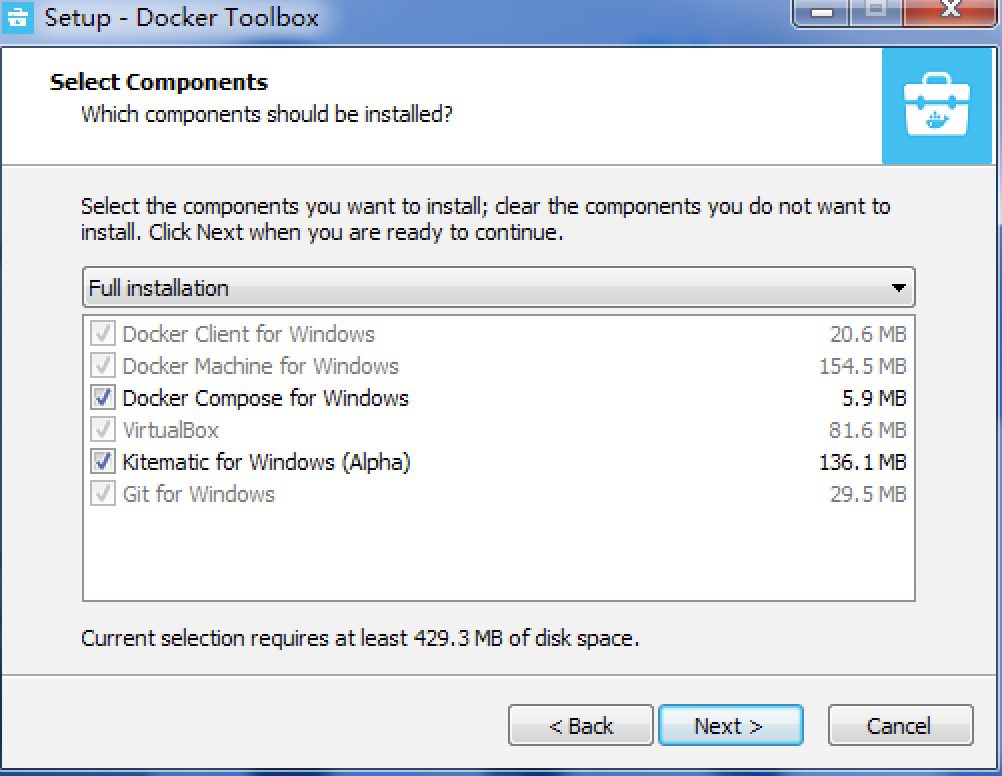 Setup - Docker Toolbox
Select Components
Which components should be installed?
Select the components you want to install; clear the components you do not want to
install. Click Next when you are ready to continue.
Full installation
Docker Client for Windows 20.6 MB
Docker Machine for Windows 154.5 MB
Docker Compose for Windows 5.9 MB
VirtualBox 81.6 MB
Kitematic for Windows (Alpha) 136.1 MB
Git for Windows 29.5 MB
Current selection requires at least 429.3 MB of disk space.
< Back Next > Cancel